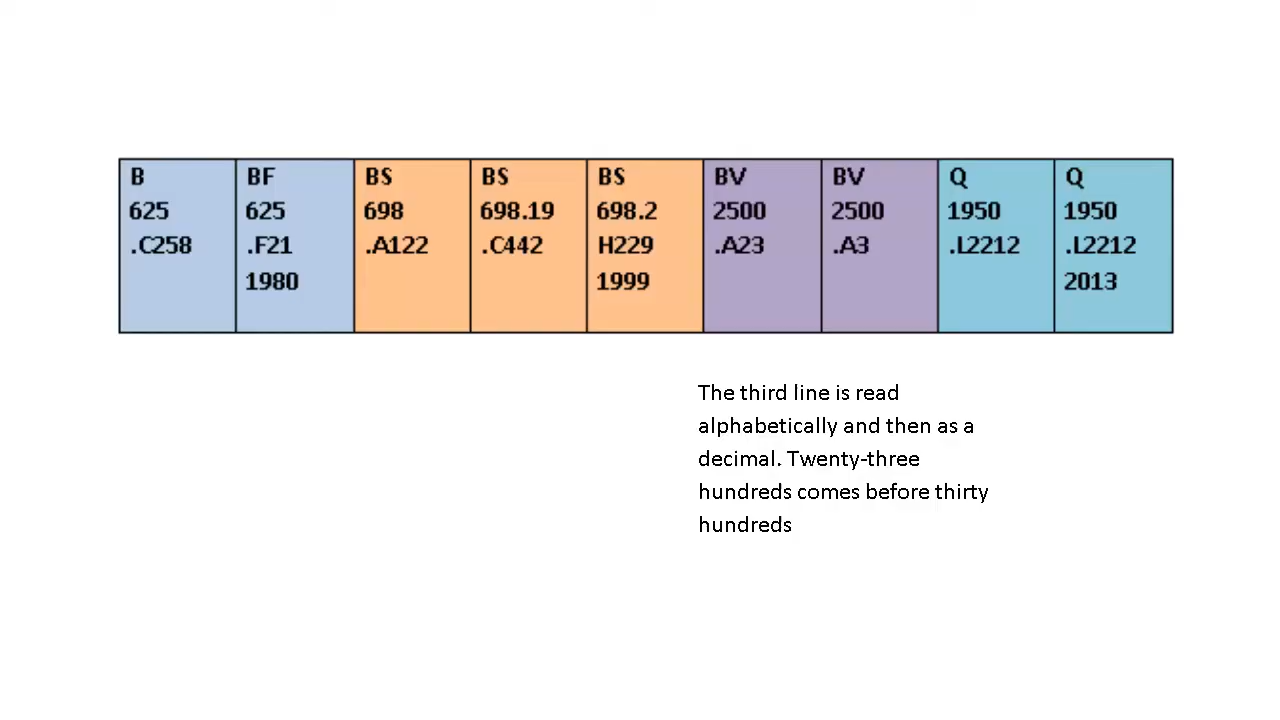 B BF BS BS BS BV BV Q Q
625 625 698 698.19 698.2 2500 2500 1950 1950
.C258 .F21 .A122 .C442 H229 .A23 .A3 .L2212 .L2212
1980 1999 2013
The third line is read
alphabetically and then as a
decimal. Twenty-three
hundreds comes before thirty
hundreds